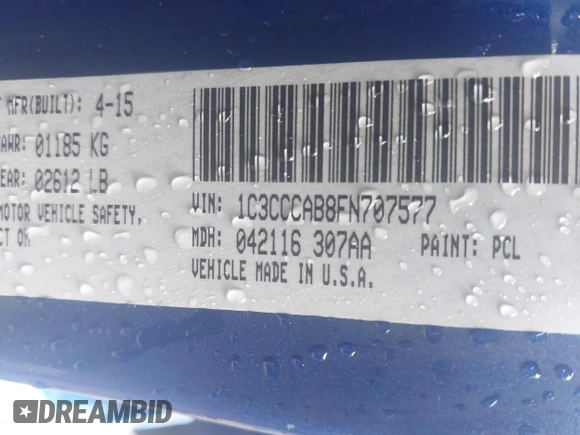 T MFR(BUILT): 4-15
AWR: 01185 KG
EAR: 02612 LB
MOTOR VEHICLE SAFETY,
CT ON
VIN: 1C3CCCAB8FN707577
MDH: 042116 307AA PAINT: PCL
VEHICLE MADE IN U.S.A.
DREAMBID